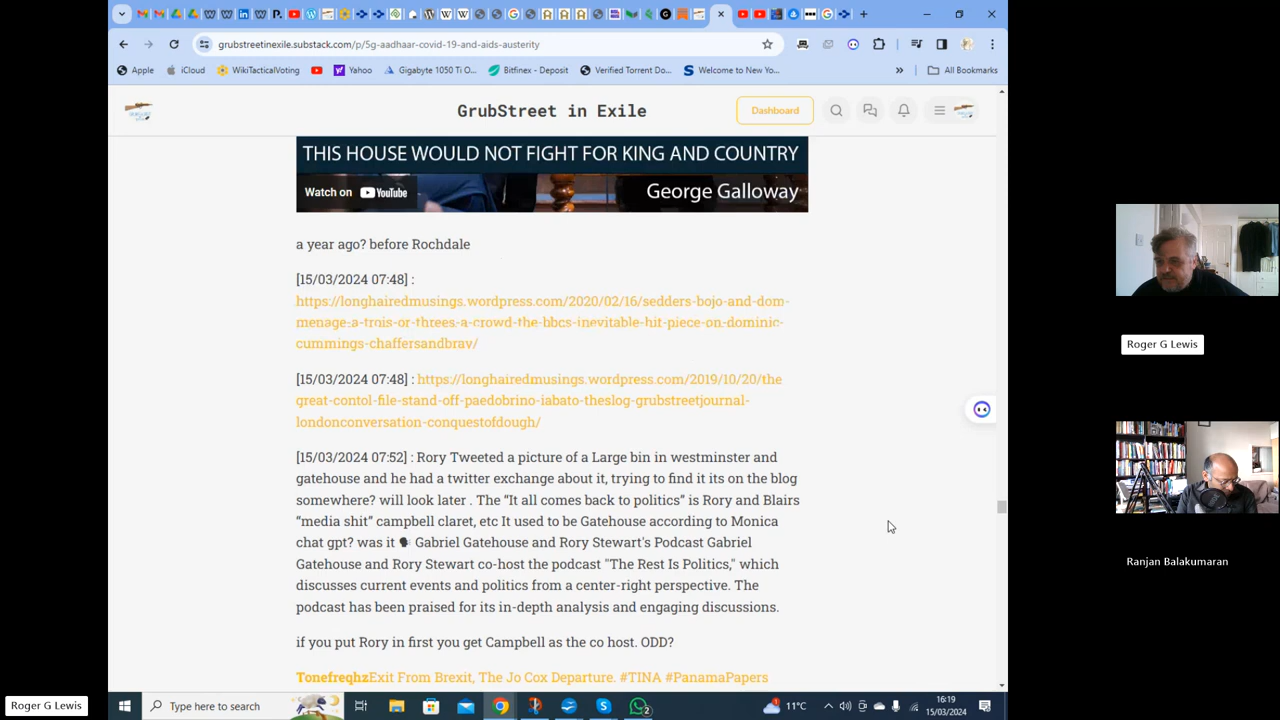 grubstreetinexile.substack.com/p/5g-aadhaar-covid-19-and-aids-austerity
Apple
iCloud
WikiTacticalVoting
Yahoo
Gigabyte 1050 Ti O...
Bitfinex - Deposit
Verified Torrent Do...
Welcome to New Yo...
»
All Bookmarks
GrubStreet in Exile
Dashboard
THIS HOUSE WOULD NOT FIGHT FOR KING AND COUNTRY
Watch on YouTube
George Galloway
a year ago? before Rochdale
[15/03/2024 07:48] :
https://longhairedmusings.wordpress.com/2020/02/16/sedders-bojo-and-dom-
menage-a-trois-or-threes-a-crowd-the-bbcs-inevitable-hit-piece-on-dominic-
cummings-chaffersandbrav/
[15/03/2024 07:48] : https://longhairedmusings.wordpress.com/2019/10/20/the
great-contol-file-stand-off-paedobrino-iabato-theslog-grubstreetjournal-
londonconversation-conquestofdough/
[15/03/2024 07:52] : Rory Tweeted a picture of a Large bin in westminster and
gatehouse and he had a twitter exchange about it, trying to find it its on the blog
somewhere? will look later . The “It all comes back to politics” is Rory and Blairs
“media shit” campbell claret, etc It used to be Gatehouse according to Monica
chat gpt? was it 🗣 Gabriel Gatehouse and Rory Stewart's Podcast Gabriel
Gatehouse and Rory Stewart co-host the podcast "The Rest Is Politics," which
discusses current events and politics from a center-right perspective. The
podcast has been praised for its in-depth analysis and engaging discussions.
if you put Rory in first you get Campbell as the co host. ODD?
TonefreqhzExit From Brexit, The Jo Cox Departure. #TINA #PanamaPapers
Type here to search
11°C
16:19
15/03/2024
Roger G Lewis
Ranjan Balakumaran
Roger G Lewis